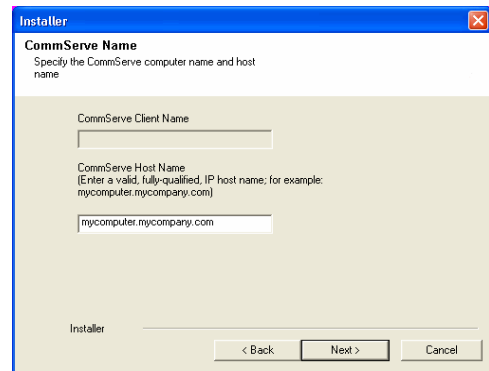 Installer
CommServe Name
Specify the CommServe computer name and host
name
CommServe Client Name
CommServe Host Name
(Enter a valid, fully-qualified, IP host name; for example:
mycomputer.mycompany.com)
mycomputer.mycompany.com
Installer
< Back
Next >
Cancel